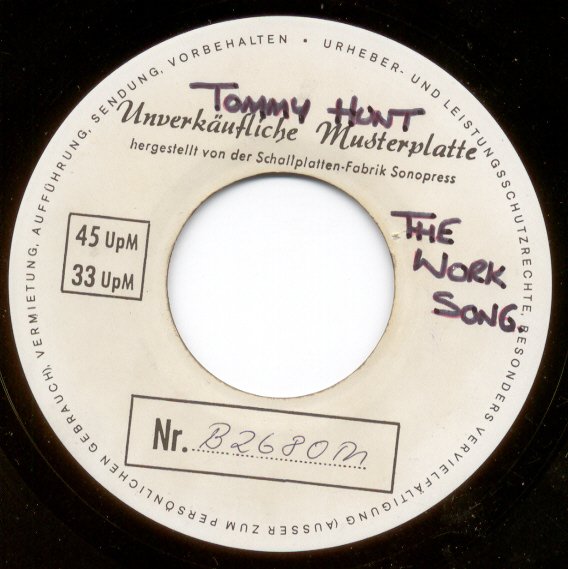 URHEBER- UND LEISTUNGSSCHUTZRECHTE, BESONDERS VERVIELFÄLTIGUNG (AUSSER ZUM PERSÖNLICHEN GEBRAUCH), VERMIETUNG, AUFFÜHRUNG, SENDUNG, VORBEHALTEN •
TOMMY HUNT
Unverkäufliche Musterplatte
hergestellt von der Schallplatten-Fabrik Sonopress
45 UpM
33 UpM
THE
WORK
SONG.
Nr. B2680M